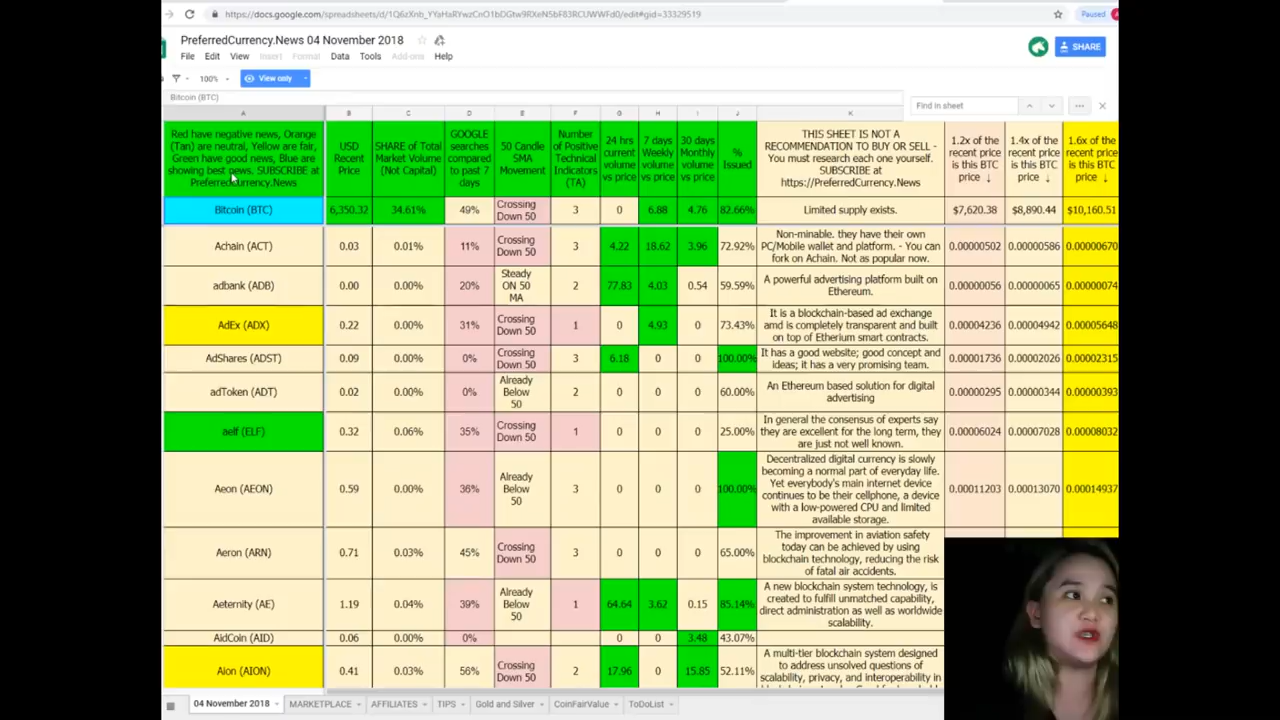 https://docs.google.com/spreadsheets/d/1Q6zXnb_YYaHaRYwzCnO1bDGtw9RXeN5bF83RCUWWFd0/edit#gid=33329519
Paused
PreferredCurrency.News 04 November 2018
File Edit View Insert Format Data Tools Add-ons Help
SHARE
100% View only
Bitcoin (BTC)
Find in sheet
A B C D E F G H I J K
Red have negative news, Orange
(Tan) are neutral, Yellow are fair,
Green have good news, Blue are
showing best news. SUBSCRIBE at
PreferredCurrency.News
USD
Recent
Price
SHARE of Total
Market Volume
(Not Capital)
GOOGLE
searches
compared
to past 7
days
50 Candle
SMA
Movement
Number of
Positive
Technical
Indicators
(TA)
24 hrs
current
volume
vs price
7 days
Weekly
volume
vs price
30 days
Monthly
volume
vs price
%
Issued
THIS SHEET IS NOT A
RECOMMENDATION TO BUY OR SELL -
You must research each one yourself.
SUBSCRIBE at
https://PreferredCurrency.News
1.2x of the
recent price
is this BTC
price ↓
1.4x of the
recent price
is this BTC
price ↓
1.6x of the
recent price
is this BTC
price ↓
Bitcoin (BTC) 6,350.32 34.61% 49% Crossing Down 50 3 0 6.88 4.76 82.66% Limited supply exists. $7,620.38 $8,890.44 $10,160.51
Achain (ACT) 0.03 0.01% 11% Crossing Down 50 3 4.22 18.62 3.96 72.92%
Non-minable. they have their own
PC/Mobile wallet and platform. - You can
fork on Achain. Not as popular now.
0.00000502 0.00000586 0.00000670
adbank (ADB) 0.00 0.00% 20% Steady ON 50 MA 2 77.83 4.03 0.54 59.59%
A powerful advertising platform built on
Ethereum.
0.00000056 0.00000065 0.00000074
AdEx (ADX) 0.22 0.00% 31% Crossing Down 50 1 0 4.93 0 73.43%
It is a blockchain-based ad exchange
amd is completely transparent and built
on top of Etherium smart contracts.
0.00004236 0.00004942 0.00005648
AdShares (ADST) 0.09 0.00% 0% Crossing Down 50 3 6.18 0 0 100.00%
It has a good website; good concept and
ideas; it has a very promising team.
0.00001736 0.00002026 0.00002315
adToken (ADT) 0.02 0.00% 0% Already Below 50 2 0 0 0 60.00%
An Ethereum based solution for digital
advertising
0.00000295 0.00000344 0.00000393
aelf (ELF) 0.32 0.06% 35% Crossing Down 50 1 0 0 0 25.00%
In general the consensus of experts say
they are excellent for the long term, they
are just not well known.
0.00006024 0.00007028 0.00008032
Aeon (AEON) 0.59 0.00% 36% Already Below 50 3 0 0 0 100.00%
Decentralized digital currency is slowly
becoming a normal part of everyday life.
Yet everybody's main internet device
continues to be their cellphone, a device
with a low-powered CPU and limited
available storage.
0.00011203 0.00013070 0.00014937
Aeron (ARN) 0.71 0.03% 45% Crossing Down 50 3 0 0 0 65.00%
The improvement in aviation safety
today can be achieved by using
blockchain technology, reducing the risk
of fatal air accidents.
Aeternity (AE) 1.19 0.04% 39% Already Below 50 1 64.64 3.62 0.15 85.14%
A new blockchain system technology, is
created to fulfill unmatched capability,
direct administration as well as worldwide
scalability.
AidCoin (AID) 0.06 0.00% 0% 0 0 3.48 43.07%
Aion (AION) 0.41 0.03% 56% Crossing Down 50 2 17.96 0 15.85 52.11%
A multi-tier blockchain system designed
to address unsolved questions of
scalability, privacy, and interoperability in
04 November 2018 MARKETPLACE AFFILIATES TIPS Gold and Silver CoinFairValue ToDoList